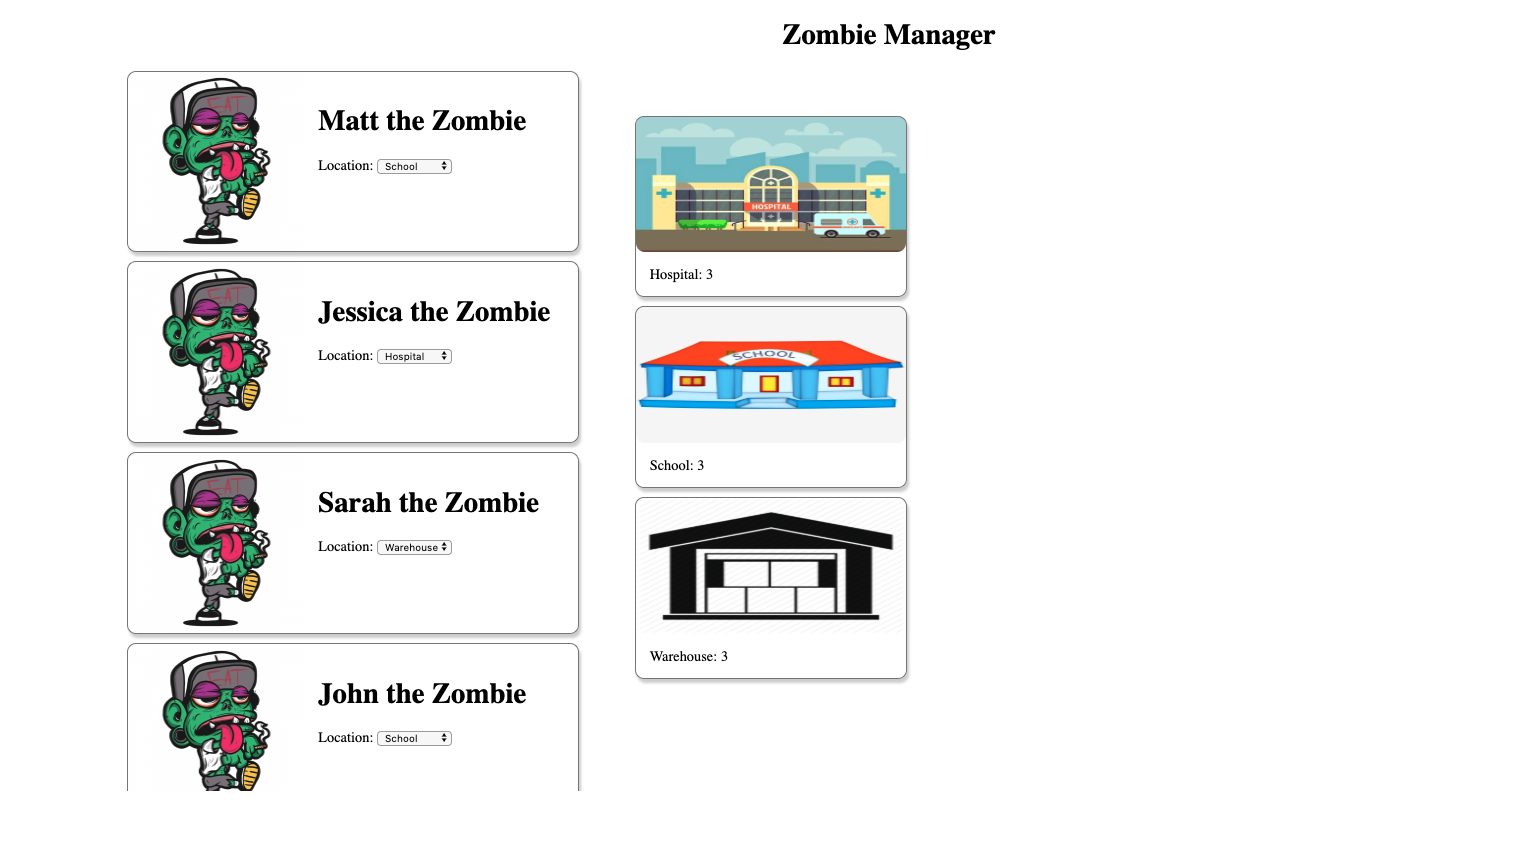 Zombie Manager
EAT
Matt the Zombie
Location: School
EAT
Jessica the Zombie
Location: Hospital
EAT
Sarah the Zombie
Location: Warehouse
EAT
John the Zombie
Location: School
HOSPITAL
Hospital: 3
SCHOOL
School: 3
Warehouse: 3